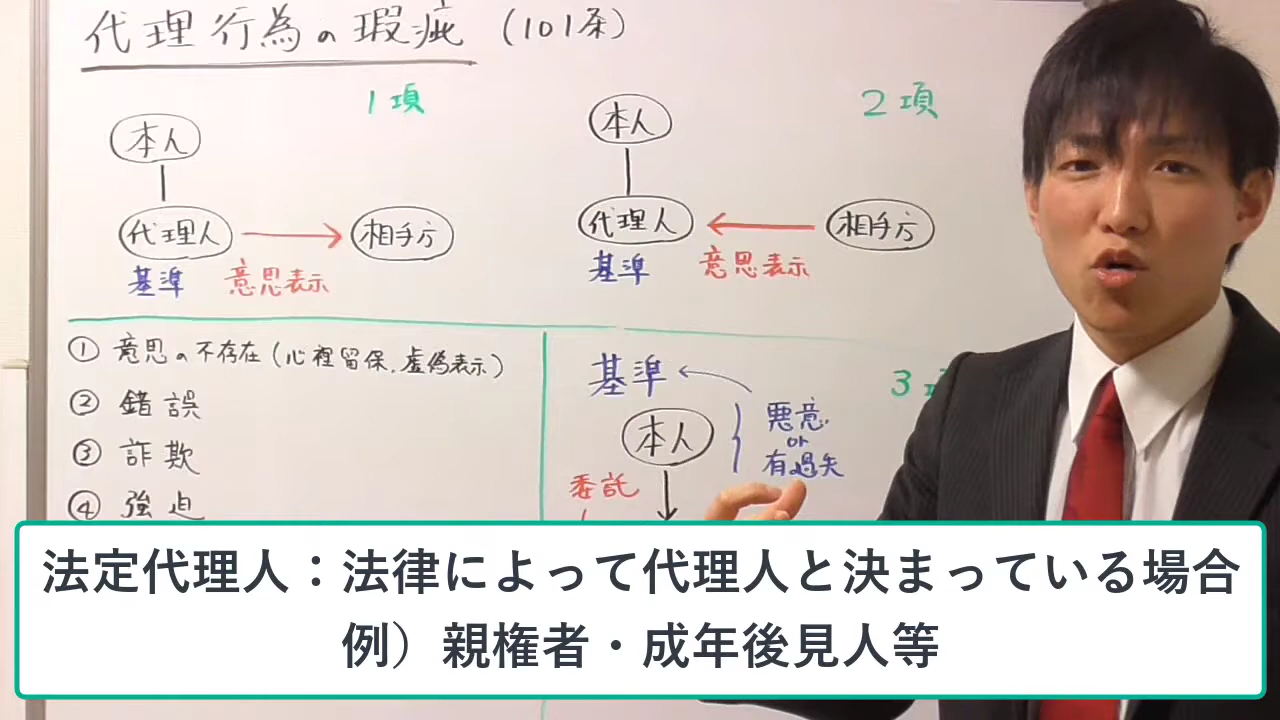 代理行為の瑕疵 (101条)
1項
本人
代理人
相手方
基準
意思表示
2項
本人
代理人
相手方
基準
意思表示
① 意思の不存在(心裡留保、虚偽表示)
② 錯誤
③ 詐欺
④ 強迫
3
基準
本人
悪意
or
有過失
委託
法定代理人：法律によって代理人と決まっている場合
例）親権者・成年後見人等